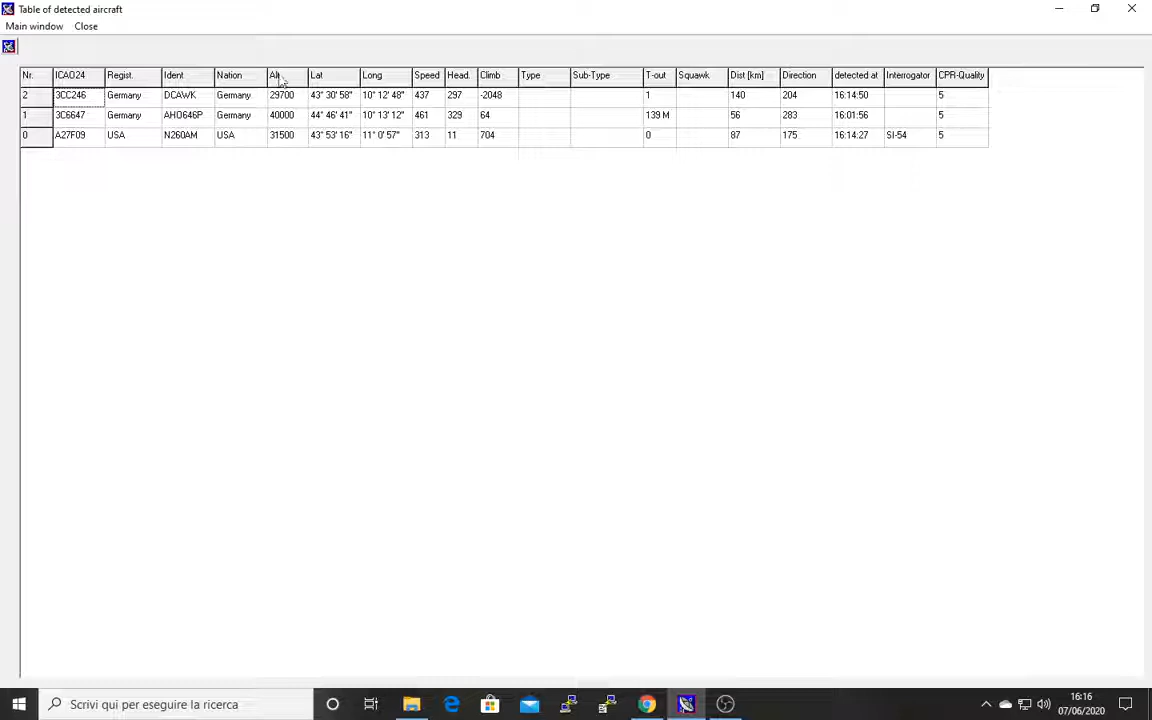 Table of detected aircraft
Main window Close
Nr. ICAO24 Regist. Ident Nation Alt Lat Long Speed Head. Climb Type Sub-Type T-out Squawk Dist [km] Direction detected at Interrogator CPR-Quality
2 3CC246 Germany DCAWK Germany 29700 43° 30' 58" 10° 12' 48" 437 297 -2048 1 140 204 16:14:50 5
1 3C6647 Germany AHO646P Germany 40000 44° 46' 41" 10° 13' 12" 461 329 64 139 M 56 283 16:01:56 5
0 A27F09 USA N260AM USA 31500 43° 53' 16" 11° 0' 57" 313 11 704 0 87 175 16:14:27 SI-54 5
Scrivi qui per eseguire la ricerca
16:16
07/06/2020